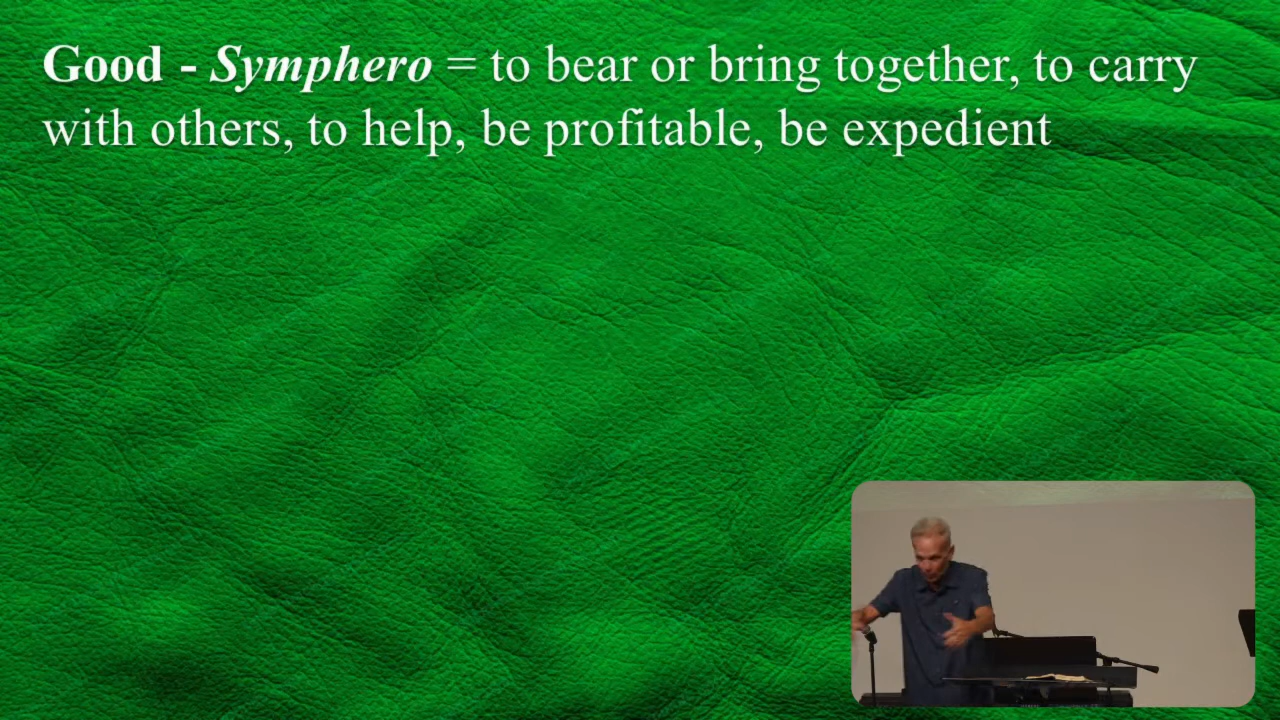 Good - Symphero = to bear or bring together, to carry
with others, to help, be profitable, be expedient